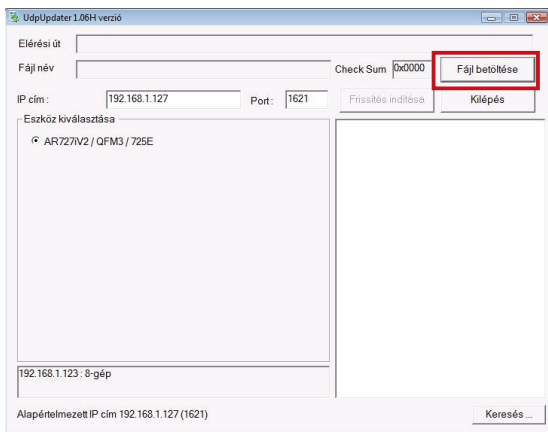 UdpUpdater 1.06H verzió
Elérési út
Fájl név Check Sum 0x0000 Fájl betöltése
IP cím : 192.168.1.127 Port : 1621 Frissítés indítása Kilépés
Eszköz kiválasztása
AR727iV2 / QFM3 / 725E
192.168.1.123 : 8-gép
Alapértelmezett IP cím 192.168.1.127 (1621) Keresés ...